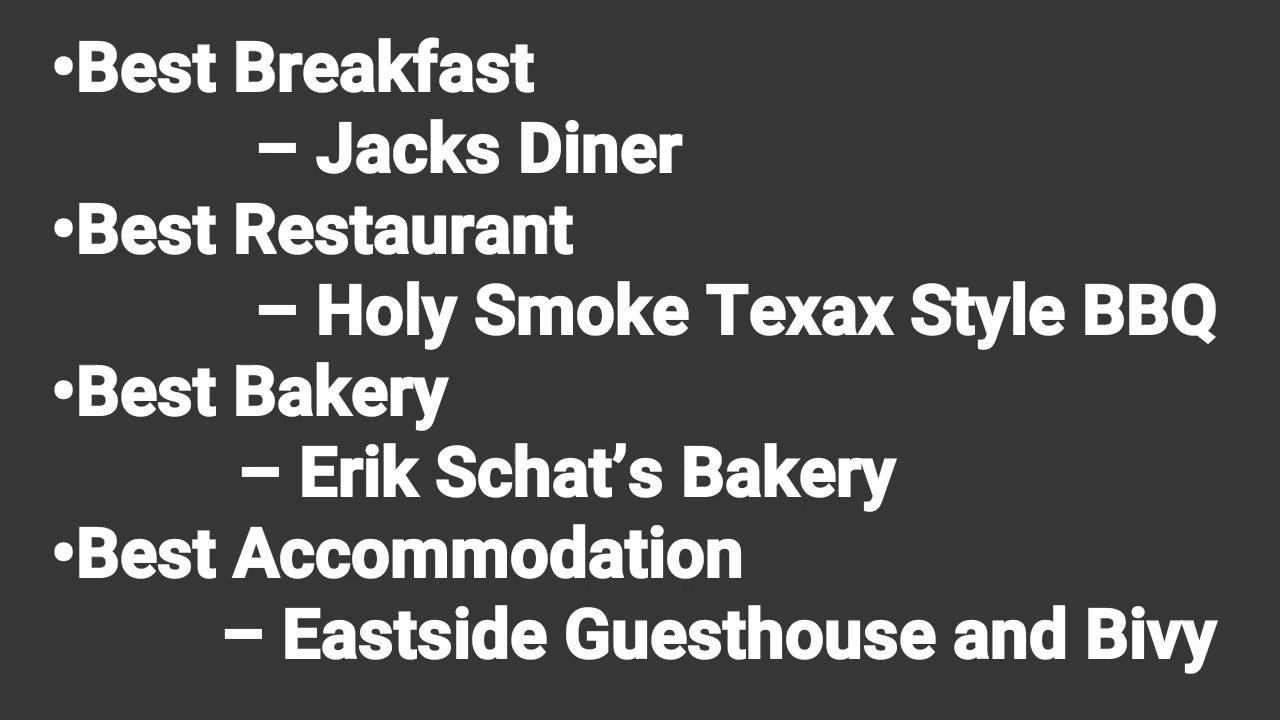 •Best Breakfast
– Jacks Diner
•Best Restaurant
– Holy Smoke Texax Style BBQ
•Best Bakery
– Erik Schat’s Bakery
•Best Accommodation
– Eastside Guesthouse and Bivy